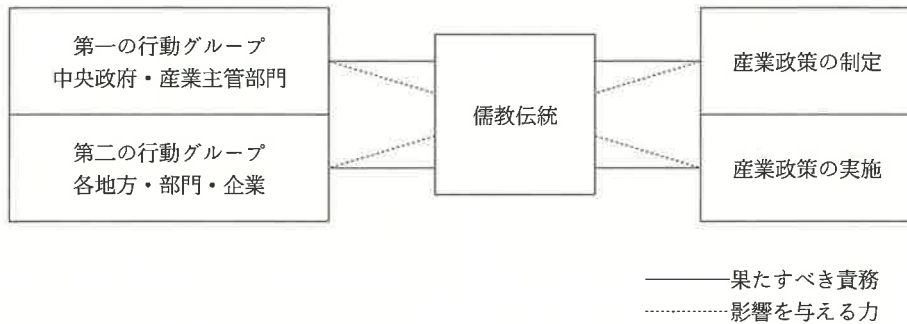 第一の行動グループ
中央政府・産業主管部門
第二の行動グループ
各地方・部門・企業
儒教伝統
産業政策の制定
産業政策の実施
果たすべき責務
影響を与える力